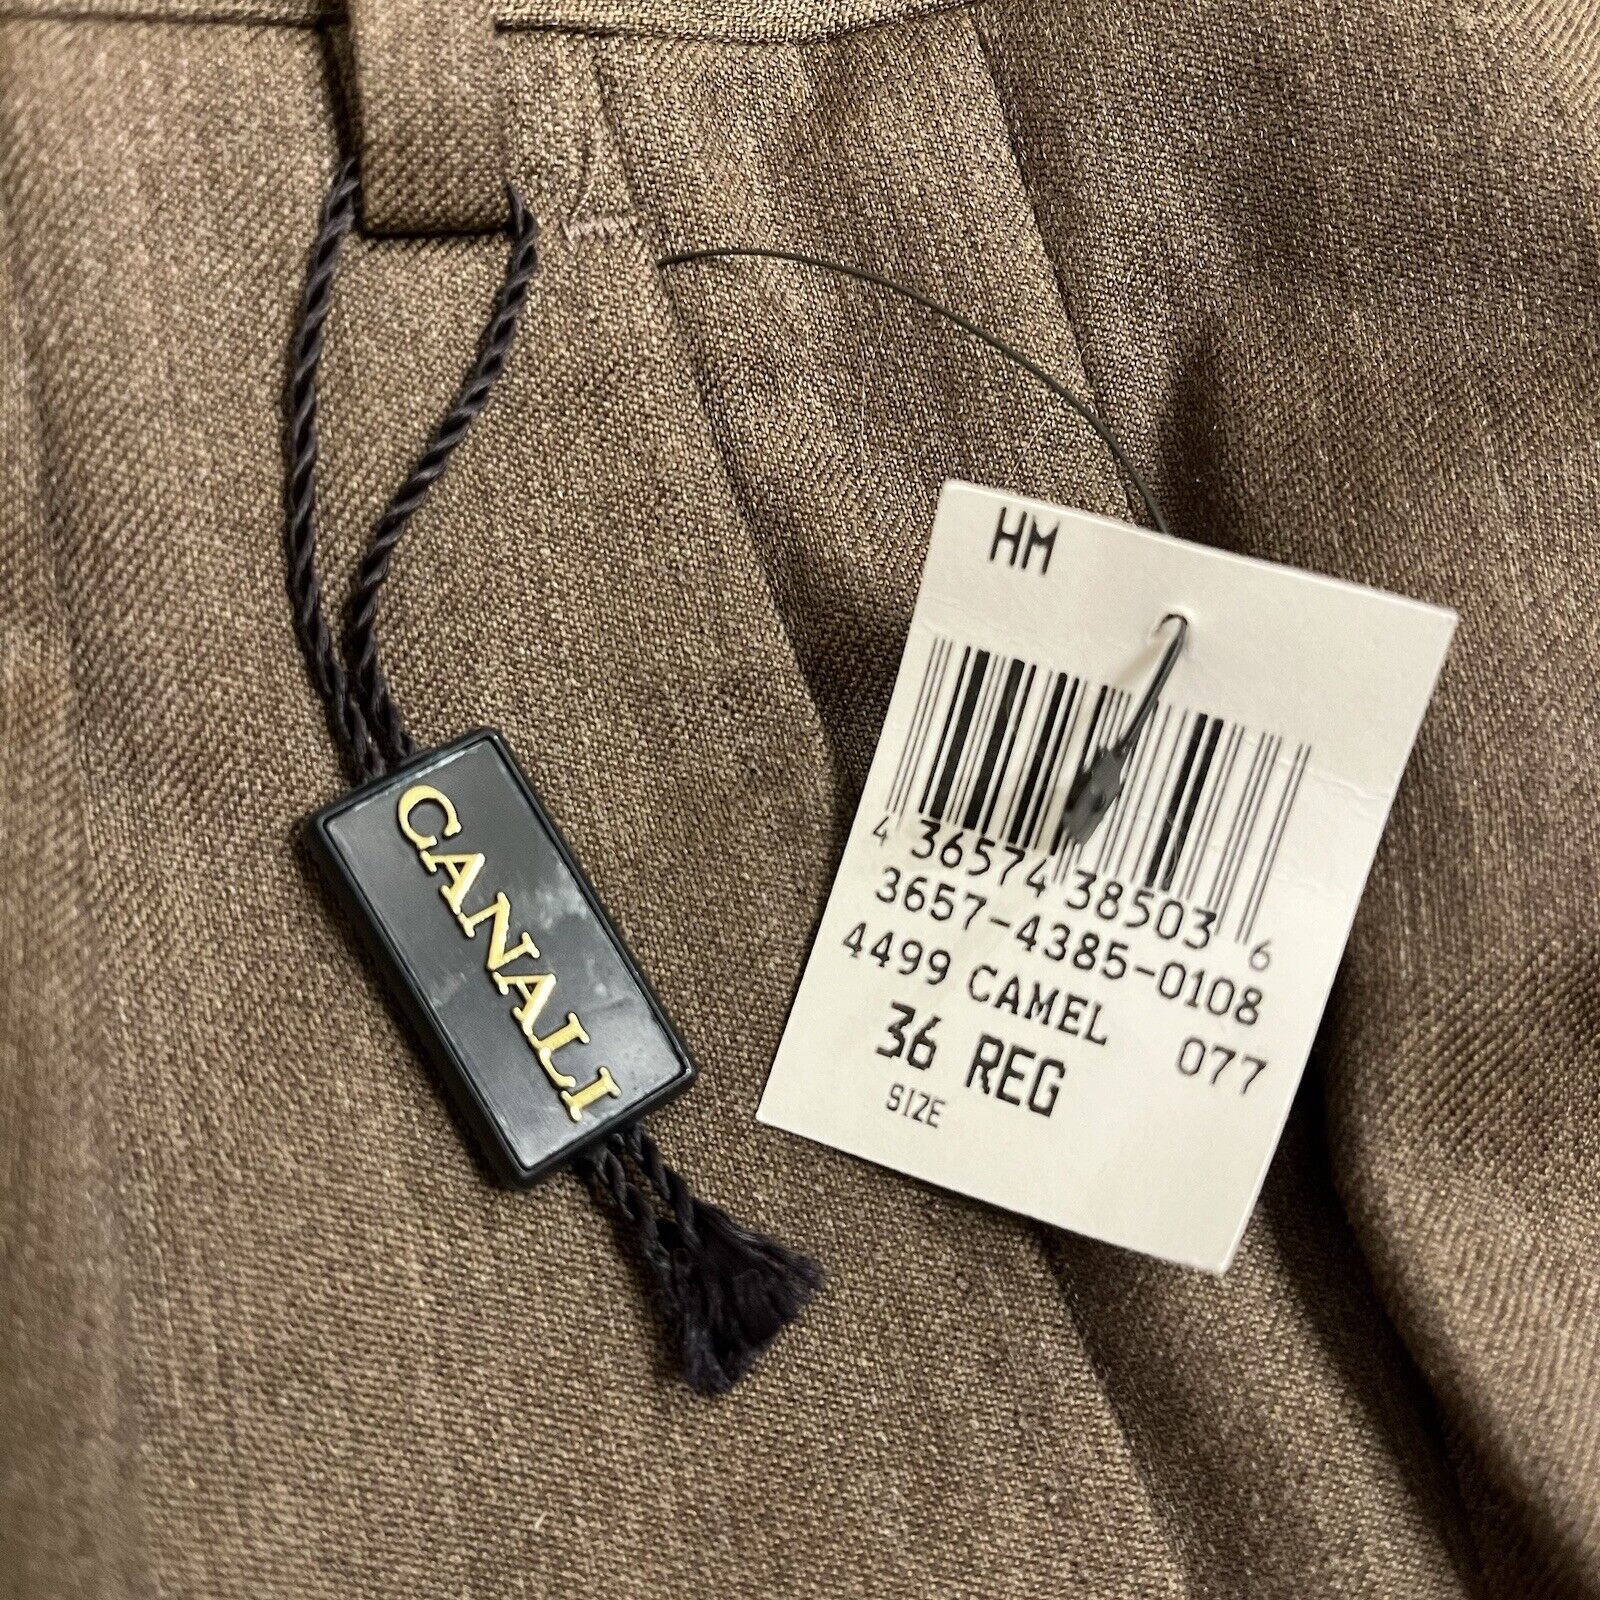 CANALI
HM
4 36574 38503 6
3657-4385-0108
4499 CAMEL 077
36 REG
SIZE